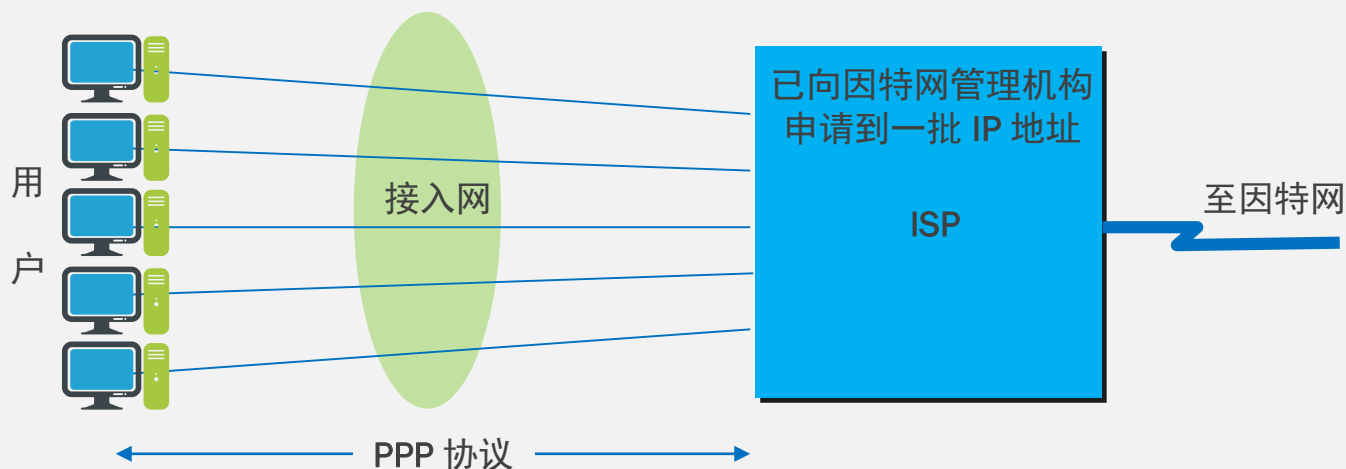 已向因特网管理机构
申请到一批 IP 地址
用
户
接入网
ISP
至因特网
PPP 协议